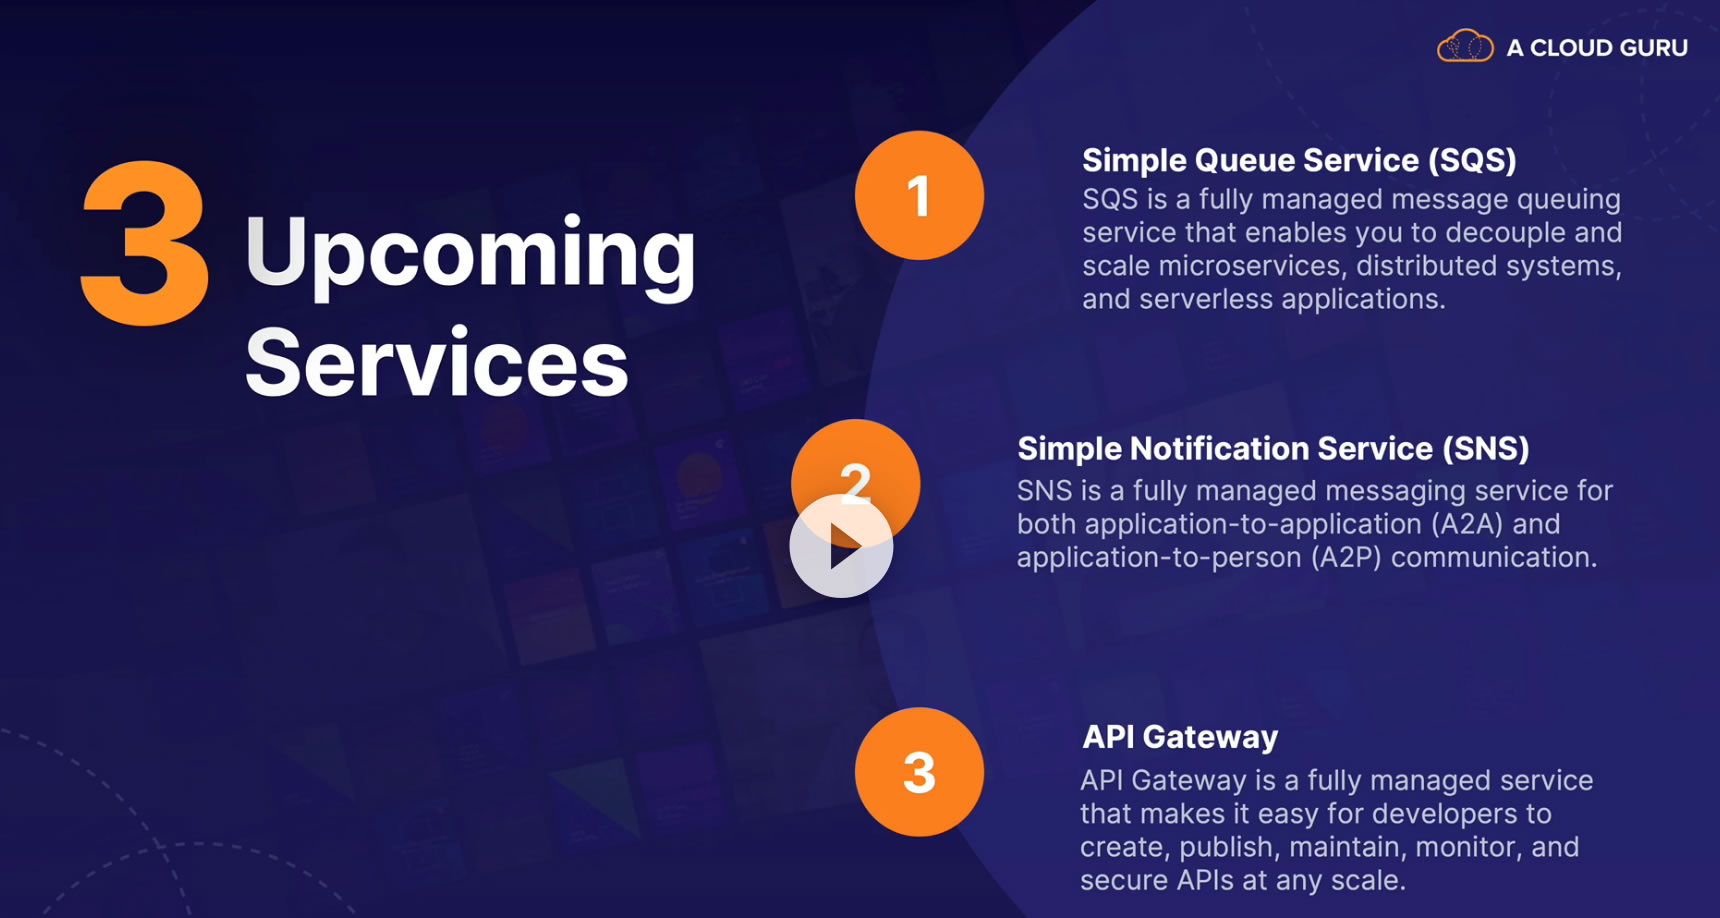 A CLOUD GURU
3
Upcoming
Services
1
Simple Queue Service (SQS)
SQS is a fully managed message queuing
service that enables you to decouple and
scale microservices, distributed systems,
and serverless applications.
2
Simple Notification Service (SNS)
SNS is a fully managed messaging service for
both application-to-application (A2A) and
application-to-person (A2P) communication.
3
API Gateway
API Gateway is a fully managed service
that makes it easy for developers to
create, publish, maintain, monitor, and
secure APIs at any scale.